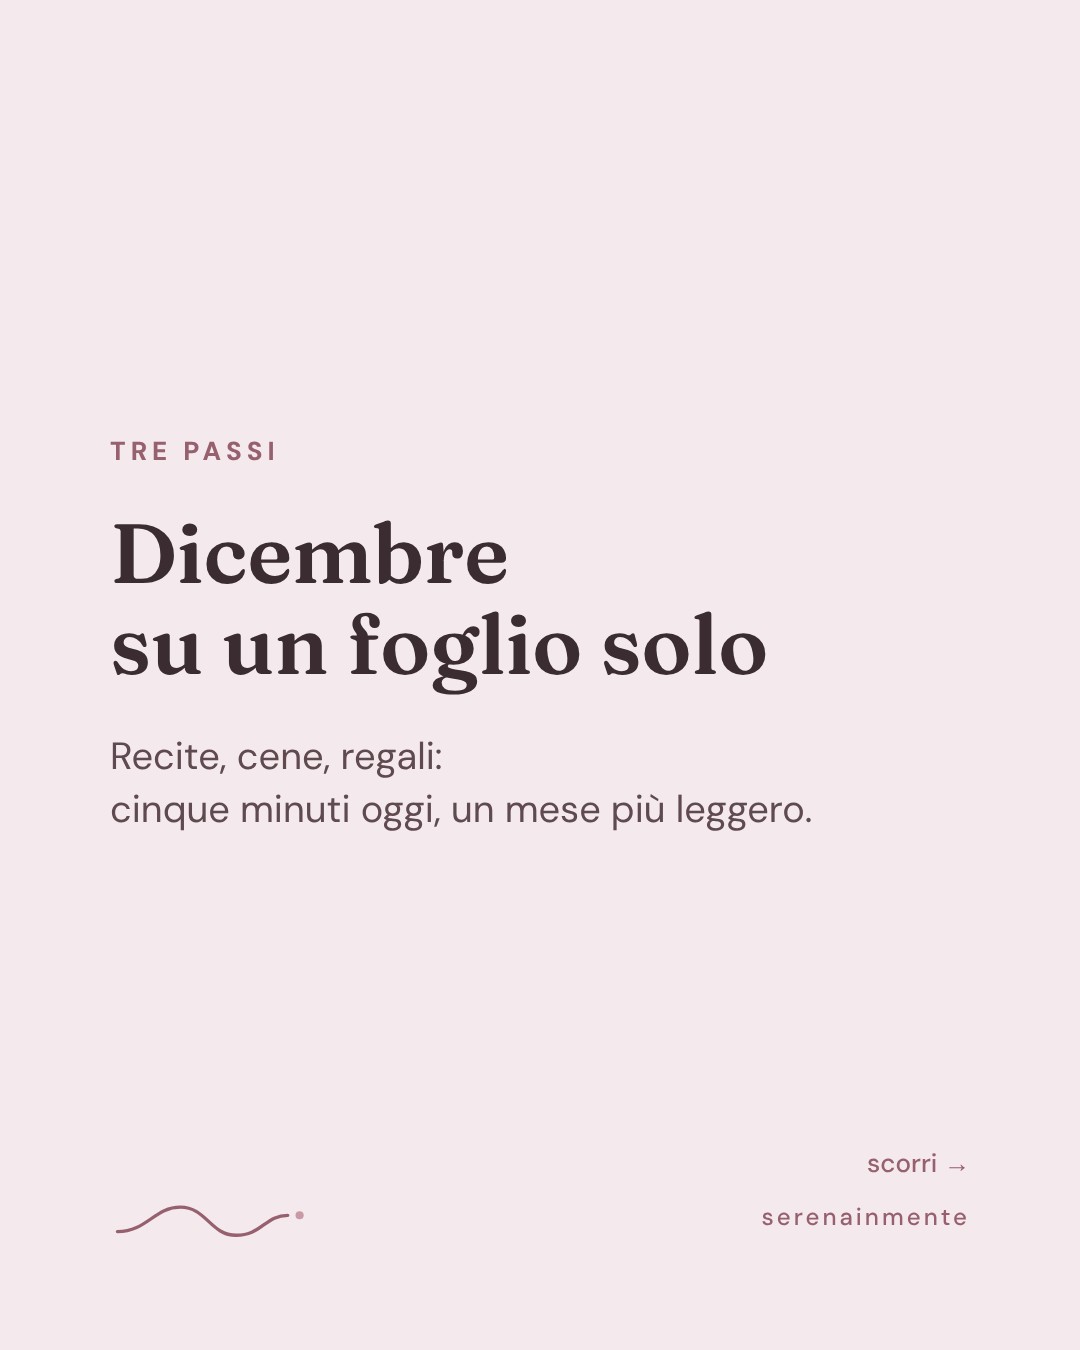 TRE PASSI
Dicembre
su un foglio solo
Recite, cene, regali:
cinque minuti oggi, un mese più leggero.
scorri →
serenainmente